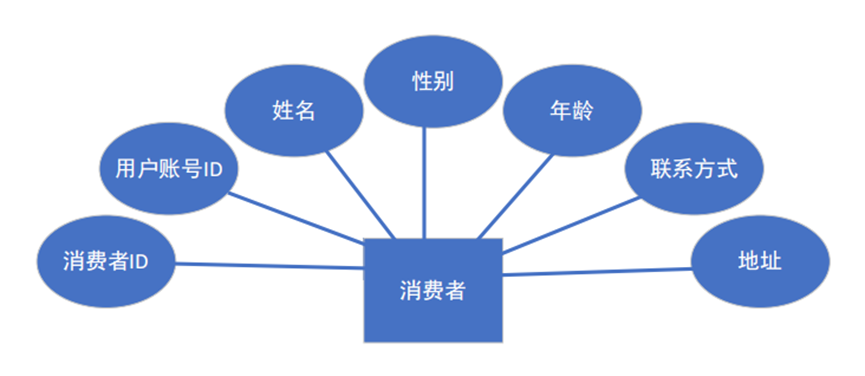 性别
姓名
年龄
用户账号ID
联系方式
消费者ID
地址
消费者